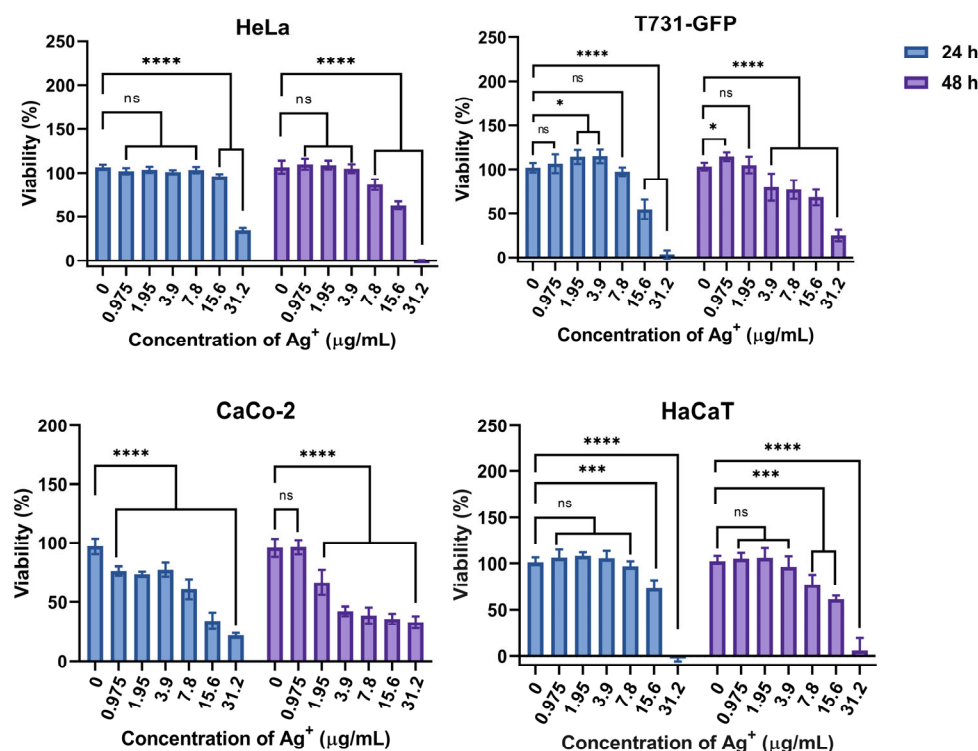 HeLa
250
200
150
100
50
0
Viability (%)
****
ns
****
ns
0 0.975 1.95 3.9 7.8 15.6 31.2 0 0.975 1.95 3.9 7.8 15.6 31.2
Concentration of Ag⁺ (µg/mL)
T731-GFP
250
200
150
100
50
0
Viability (%)
****
ns
*
ns
****
ns
*
0 0.975 1.95 3.9 7.8 15.6 31.2 0 0.975 1.95 3.9 7.8 15.6 31.2
Concentration of Ag⁺ (µg/mL)
24 h
48 h
CaCo-2
200
150
100
50
0
Viability (%)
****
****
ns
0 0.975 1.95 3.9 7.8 15.6 31.2 0 0.975 1.95 3.9 7.8 15.6 31.2
Concentration of Ag⁺ (µg/mL)
HaCaT
250
200
150
100
50
0
Viability (%)
****
***
ns
****
***
ns
0 0.975 1.95 3.9 7.8 15.6 31.2 0 0.975 1.95 3.9 7.8 15.6 31.2
Concentration of Ag⁺ (µg/mL)